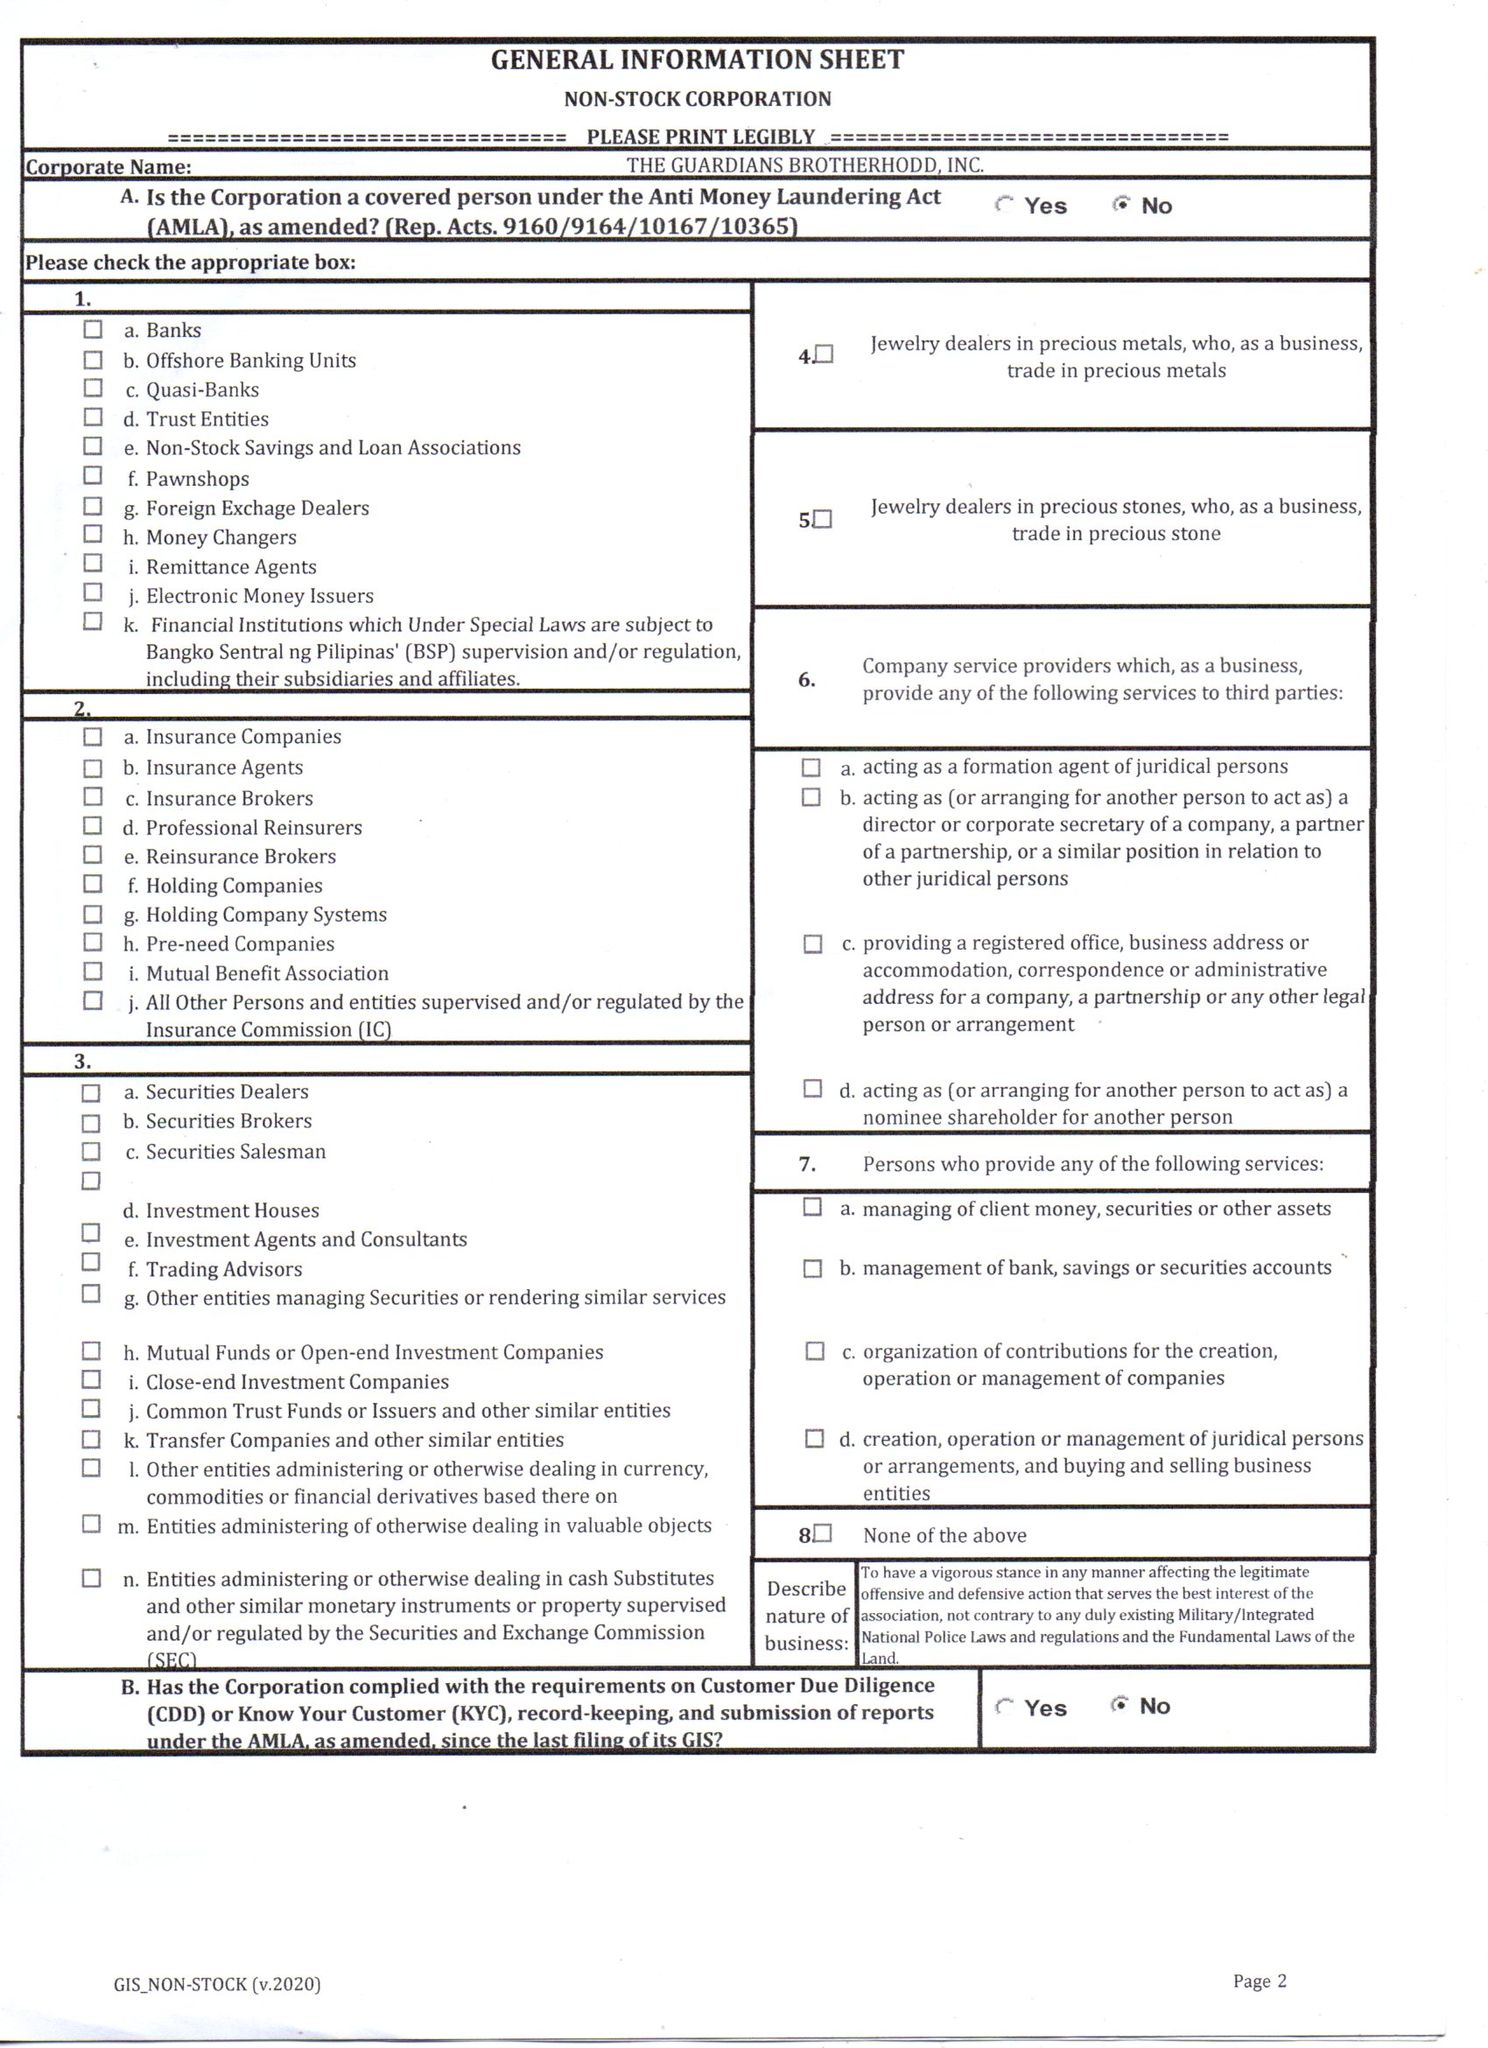 GENERAL INFORMATION SHEET
NON-STOCK CORPORATION
================================ PLEASE PRINT LEGIBLY ================================
Corporate Name: THE GUARDIANS BROTHERHODD, INC.
A. Is the Corporation a covered person under the Anti Money Laundering Act
(AMLA), as amended? (Rep. Acts. 9160/9164/10167/10365)
Yes No
Please check the appropriate box:
1.
a. Banks
b. Offshore Banking Units
c. Quasi-Banks
d. Trust Entities
e. Non-Stock Savings and Loan Associations
f. Pawnshops
g. Foreign Exchage Dealers
h. Money Changers
i. Remittance Agents
j. Electronic Money Issuers
k. Financial Institutions which Under Special Laws are subject to
Bangko Sentral ng Pilipinas' (BSP) supervision and/or regulation,
including their subsidiaries and affiliates.
2.
a. Insurance Companies
b. Insurance Agents
c. Insurance Brokers
d. Professional Reinsurers
e. Reinsurance Brokers
f. Holding Companies
g. Holding Company Systems
h. Pre-need Companies
i. Mutual Benefit Association
j. All Other Persons and entities supervised and/or regulated by the
Insurance Commission (IC)
3.
a. Securities Dealers
b. Securities Brokers
c. Securities Salesman
d. Investment Houses
e. Investment Agents and Consultants
f. Trading Advisors
g. Other entities managing Securities or rendering similar services
h. Mutual Funds or Open-end Investment Companies
i. Close-end Investment Companies
j. Common Trust Funds or Issuers and other similar entities
k. Transfer Companies and other similar entities
l. Other entities administering or otherwise dealing in currency,
commodities or financial derivatives based there on
m. Entities administering of otherwise dealing in valuable objects
n. Entities administering or otherwise dealing in cash Substitutes
and other similar monetary instruments or property supervised
and/or regulated by the Securities and Exchange Commission
(SEC)
4. Jewelry dealers in precious metals, who, as a business,
trade in precious metals
5. Jewelry dealers in precious stones, who, as a business,
trade in precious stone
6. Company service providers which, as a business,
provide any of the following services to third parties:
a. acting as a formation agent of juridical persons
b. acting as (or arranging for another person to act as) a
director or corporate secretary of a company, a partner
of a partnership, or a similar position in relation to
other juridical persons
c. providing a registered office, business address or
accommodation, correspondence or administrative
address for a company, a partnership or any other legal
person or arrangement
d. acting as (or arranging for another person to act as) a
nominee shareholder for another person
7. Persons who provide any of the following services:
a. managing of client money, securities or other assets
b. management of bank, savings or securities accounts
c. organization of contributions for the creation,
operation or management of companies
d. creation, operation or management of juridical persons
or arrangements, and buying and selling business
entities
8. None of the above
Describe
nature of
business:
To have a vigorous stance in any manner affecting the legitimate
offensive and defensive action that serves the best interest of the
association, not contrary to any duly existing Military/Integrated
National Police Laws and regulations and the Fundamental Laws of the
Land.
B. Has the Corporation complied with the requirements on Customer Due Diligence
(CDD) or Know Your Customer (KYC), record-keeping, and submission of reports
under the AMLA, as amended, since the last filing of its GIS?
Yes No
GIS_NON-STOCK (v.2020) Page 2